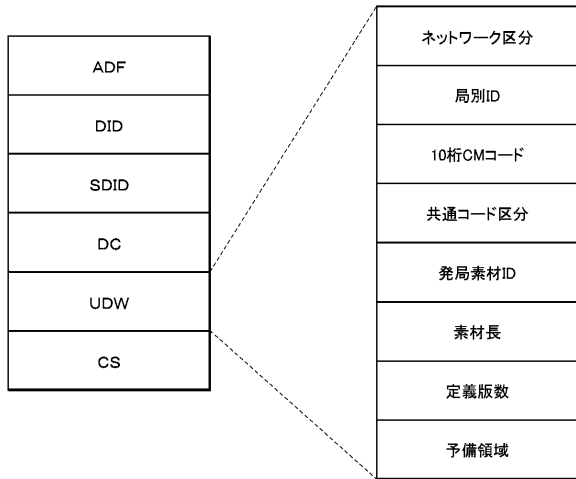 ADF
DID
SDID
DC
UDW
CS
ネットワーク区分
局別ID
10桁CMコード
共通コード区分
発局素材ID
素材長
定義版数
予備領域